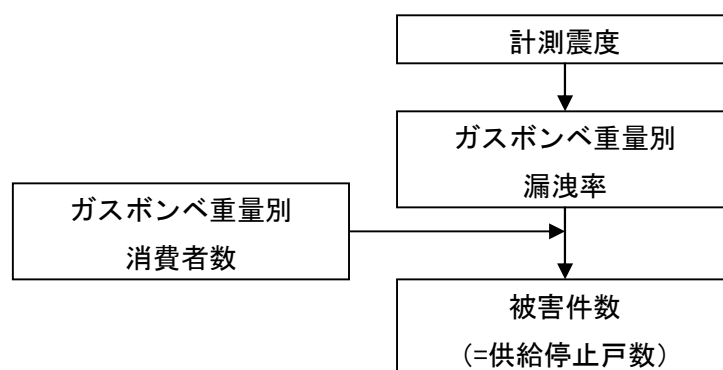 計測震度
ガスボンベ重量別
漏洩率
ガスボンベ重量別
消費者数
被害件数
(=供給停止戸数)